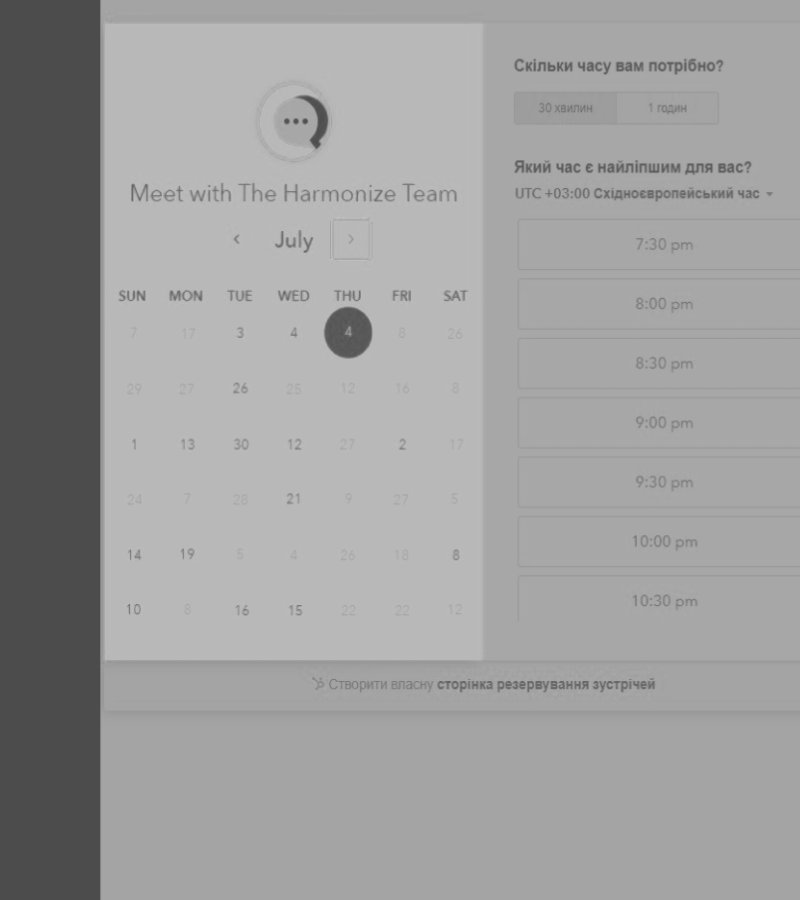 Meet with The Harmonize Team
July
SUN MON TUE WED THU FRI SAT
7 17 3 4 4 8 26
29 27 26 25 12 16 8
1 13 30 12 27 2 17
24 7 28 21 9 27 5
14 19 5 4 26 18 8
10 8 16 15 22 22 12
Скільки часу вам потрібно?
30 хвилин 1 годин
Який час є найліпшим для вас?
UTC +03:00 Східноєвропейський час
7:30 pm
8:00 pm
8:30 pm
9:00 pm
9:30 pm
10:00 pm
10:30 pm
Створити власну сторінка резервування зустрічей